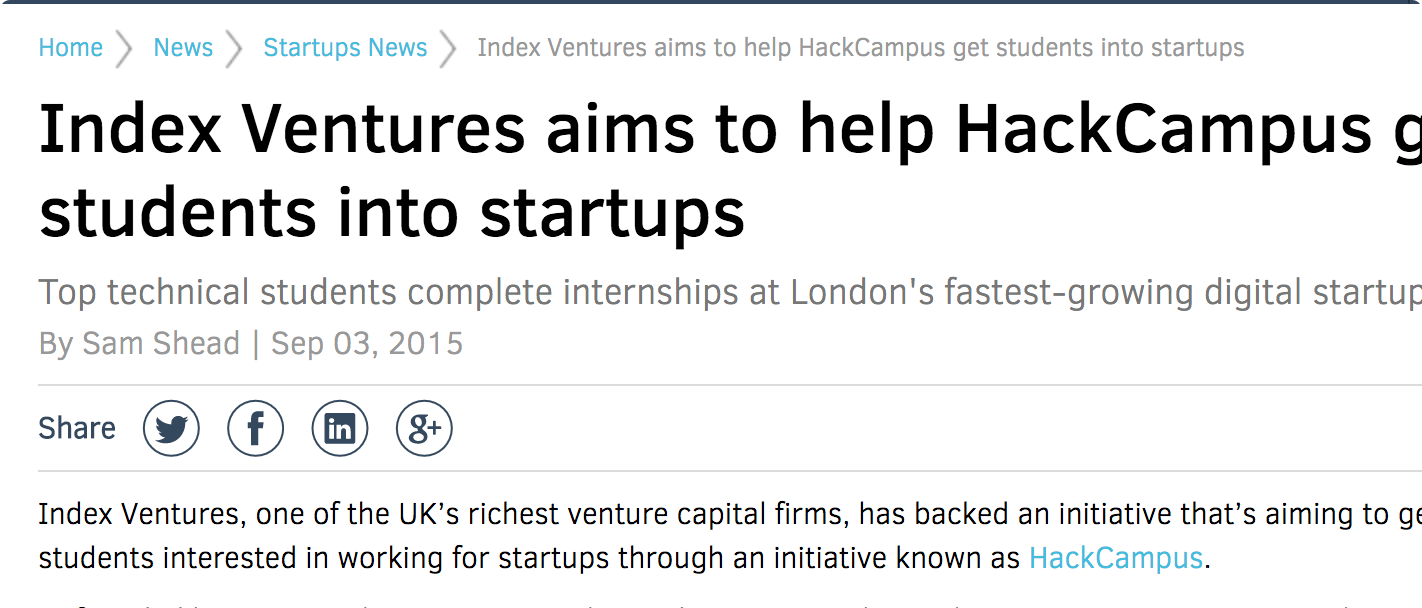 Home News Startups News Index Ventures aims to help HackCampus get students into startups
Index Ventures aims to help HackCampus g
students into startups
Top technical students complete internships at London's fastest-growing digital startup
By Sam Shead | Sep 03, 2015
Share
Index Ventures, one of the UK’s richest venture capital firms, has backed an initiative that’s aiming to ge
students interested in working for startups through an initiative known as HackCampus.